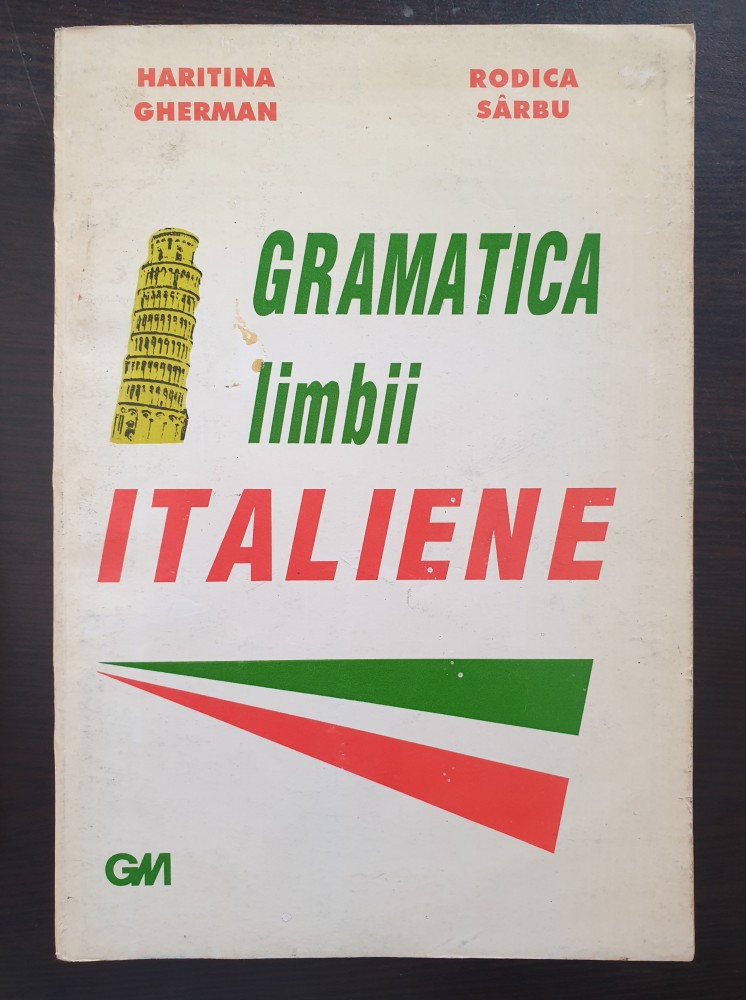 HARITINA
GHERMAN
RODICA
SÂRBU
GRAMATICA
limbii
ITALIENE
GM